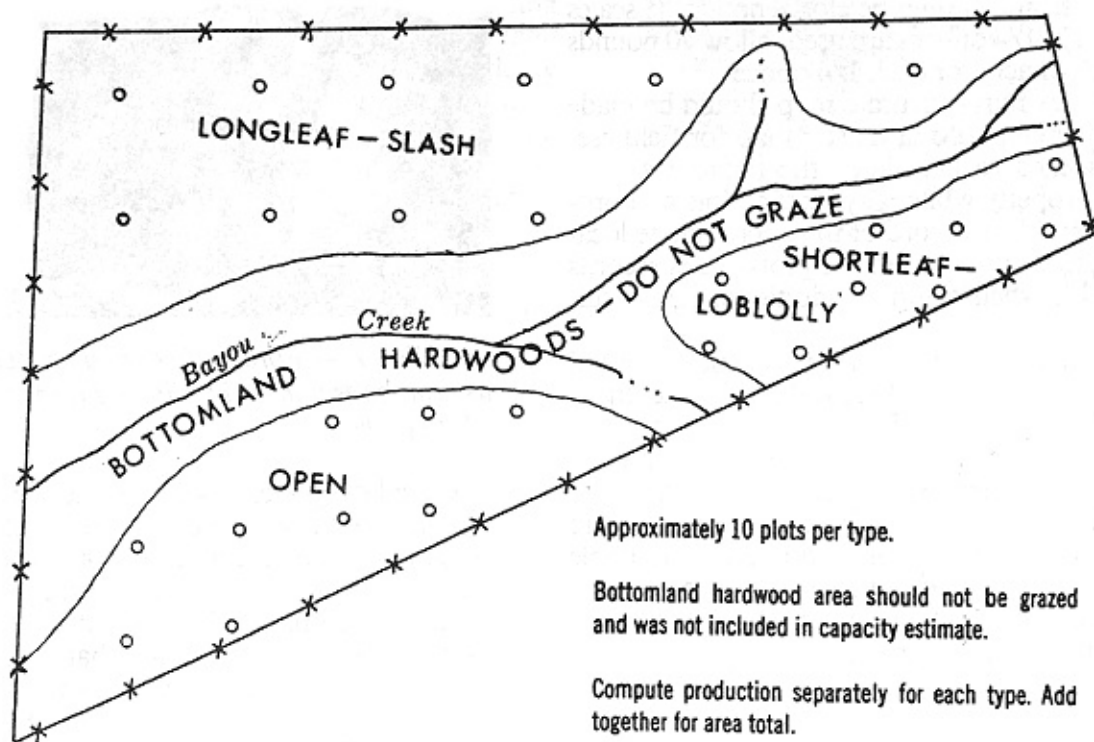 LONGLEAF – SLASH
BOTTOMLAND HARDWOODS – DO NOT GRAZE
SHORTLEAF –
LOBLOLLY
Bayou Creek
OPEN
Approximately 10 plots per type.
Bottomland hardwood area should not be grazed
and was not included in capacity estimate.
Compute production separately for each type. Add
together for area total.